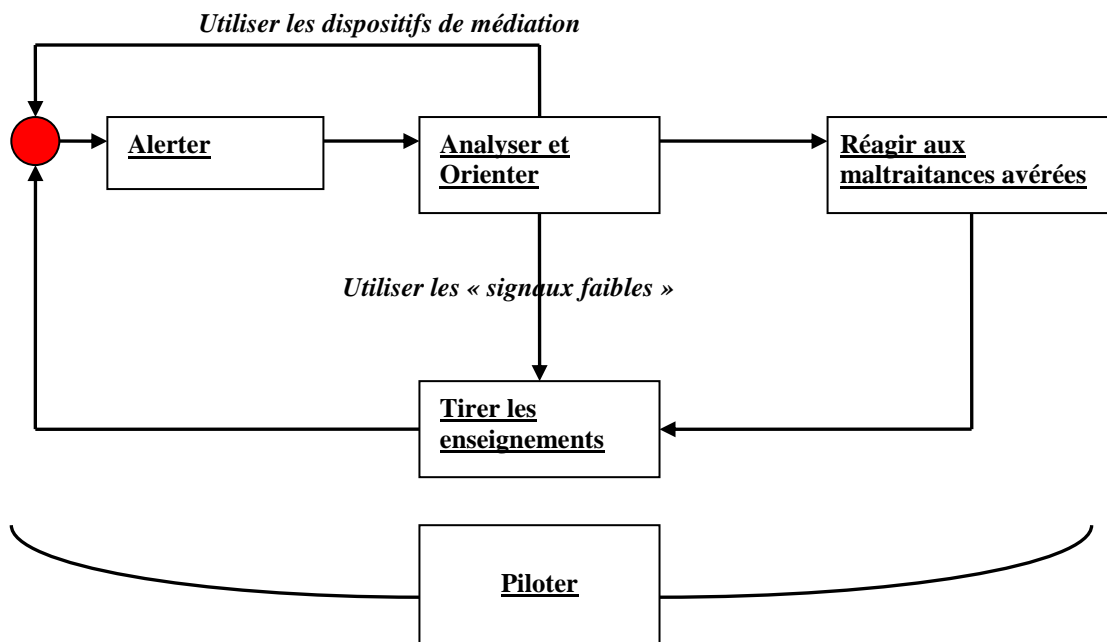 Utiliser les dispositifs de médiation
Alerter
Analyser et
Orienter
Réagir aux
maltraitances avérées
Utiliser les « signaux faibles »
Tirer les
enseignements
Piloter